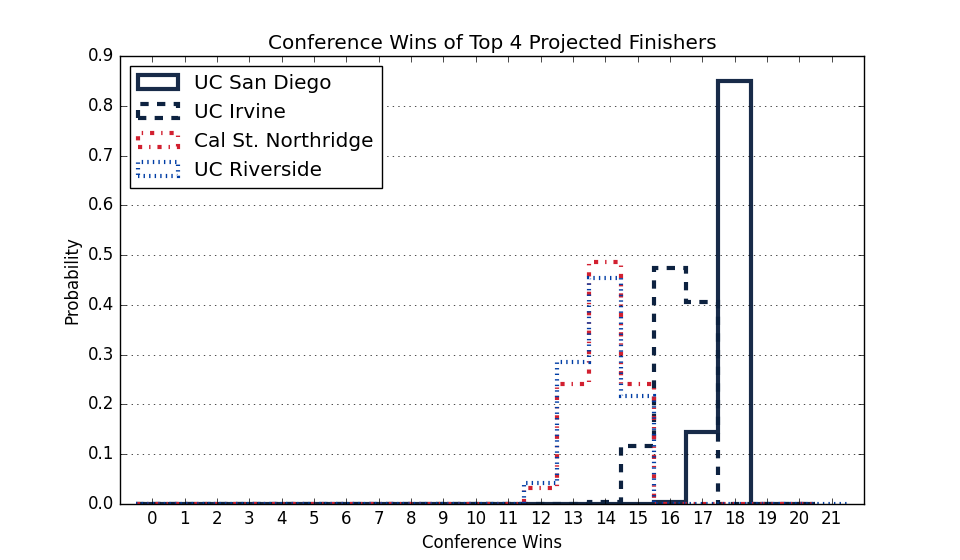 Conference Wins of Top 4 Projected Finishers
0.9
0.8
0.7
0.6
0.5
0.4
0.3
0.2
0.1
0.0
Probability
UC San Diego
UC Irvine
Cal St. Northridge
UC Riverside
0 1 2 3 4 5 6 7 8 9 10 11 12 13 14 15 16 17 18 19 20 21
Conference Wins